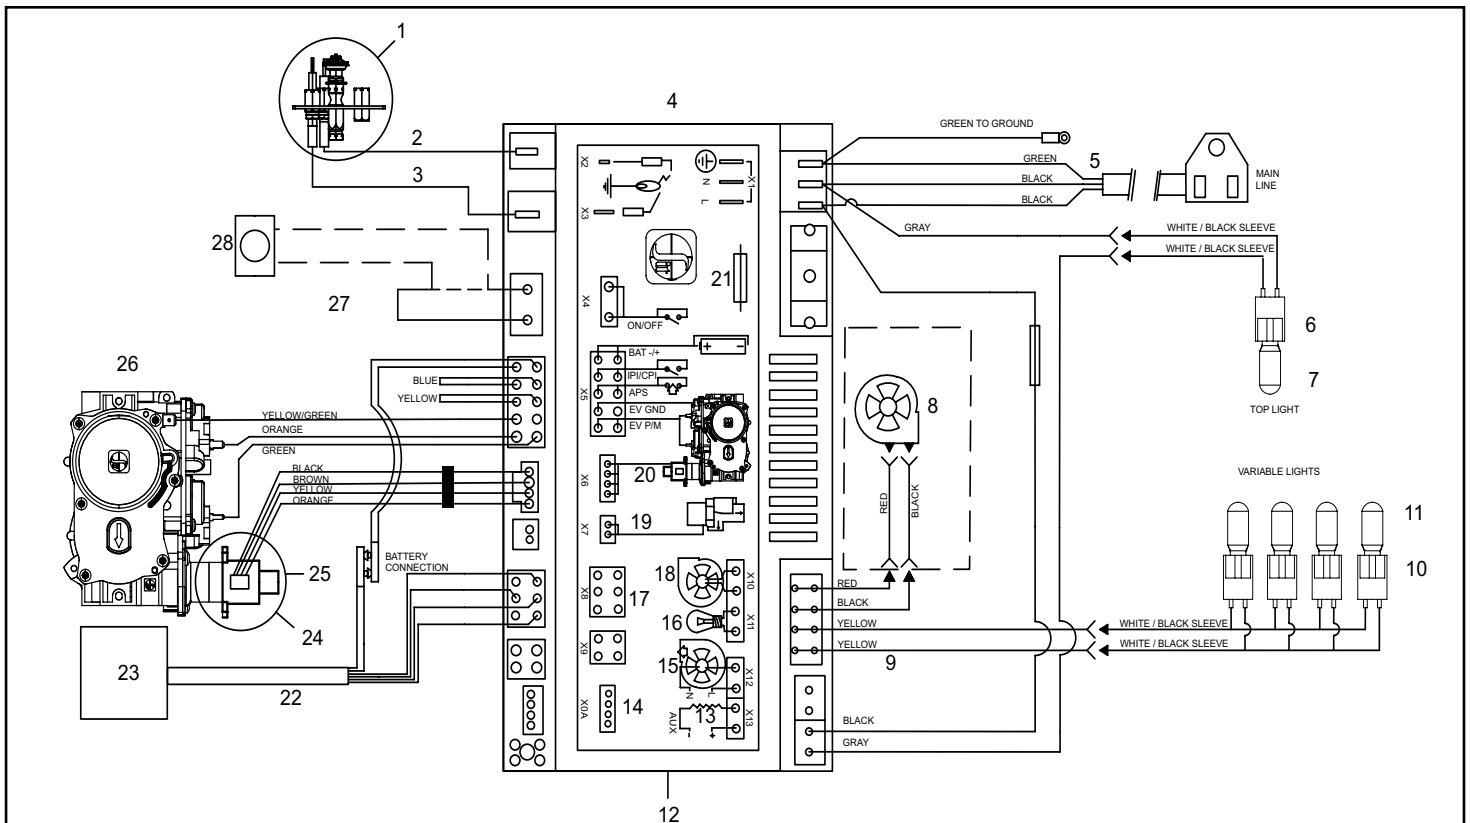 1
4
2
GREEN TO GROUND
GREEN
5
BLACK
MAIN
LINE
3
BLACK
X2
X1
N
L
X3
GRAY
WHITE / BLACK SLEEVE
WHITE / BLACK SLEEVE
28
27
21
X4
ON/OFF
6
7
TOP LIGHT
26
BLUE
YELLOW
YELLOW/GREEN
ORANGE
GREEN
BAT -/+
+ -
IPI/CPI
X5
APS
EV GND
EV P/M
8
RED
BLACK
BLACK
BROWN
YELLOW
ORANGE
X6
20
VARIABLE LIGHTS
X7
19
11
10
BATTERY
CONNECTION
25
24
18
X10
X8
17
16
X11
RED
BLACK
YELLOW
YELLOW
9
WHITE / BLACK SLEEVE
WHITE / BLACK SLEEVE
23
22
X9
15
X12
N
L
X0A
14
AUX
13
X13
- +
BLACK
GRAY
12